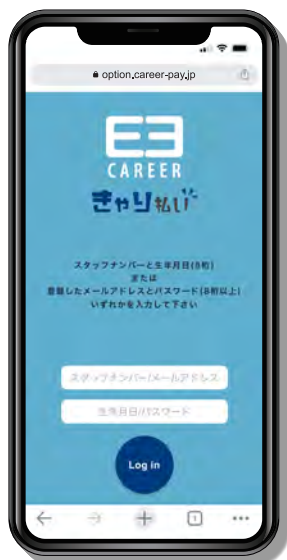 option.career-pay.jp
E3
CAREER
きゃり払い
スタッフナンバーと生年月日(8桁)
または
登録したメールアドレスとパスワード(8桁以上)
いずれかを入力して下さい
スタッフナンバー/メールアドレス
生年月日/パスワード
Log in
1